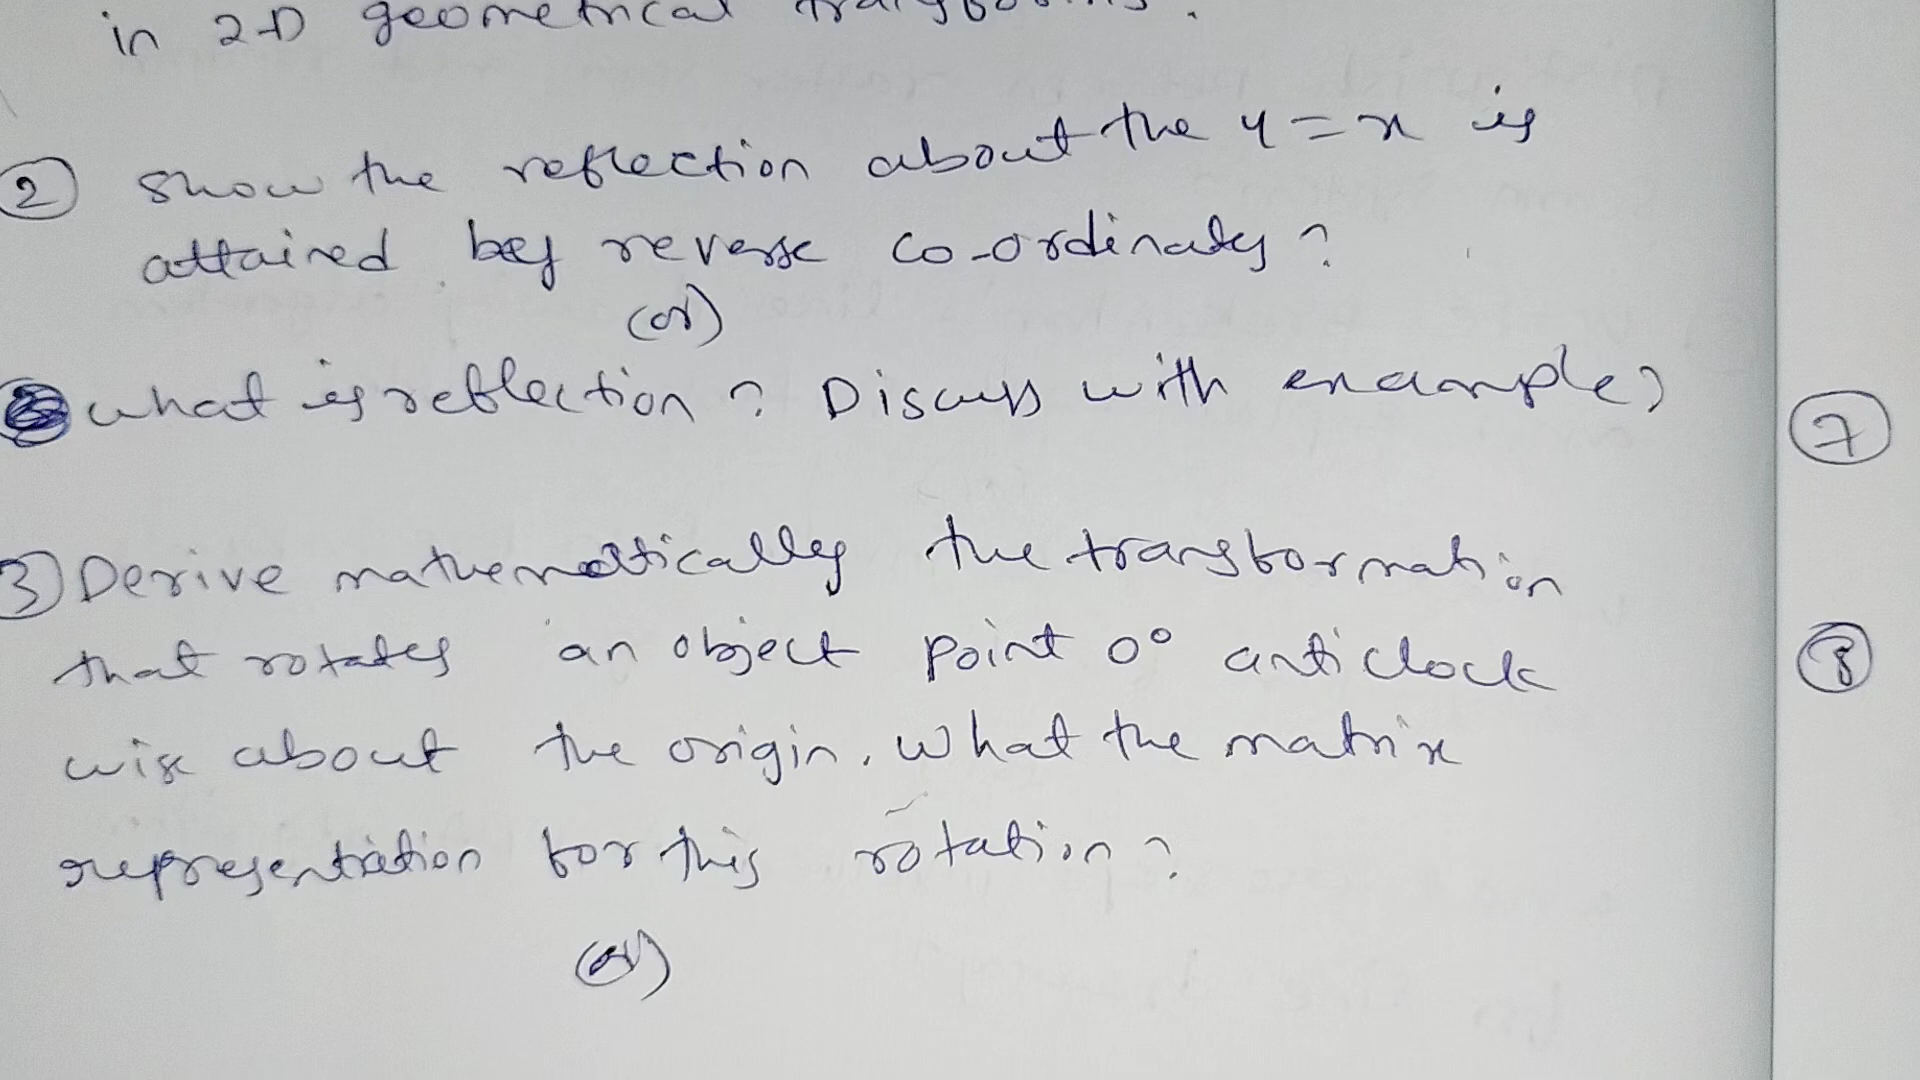 in 2-D geometrical
② show the reflection about the y=x is
attained by reverse co-ordinates?
(or)
what is reflection? Discuss with examples
③ Derive mathematically the transformation
that rotates an object point 0° anticlock
wise about the origin. What the matrix
representation for this rotation?
(or)
⑦
⑧